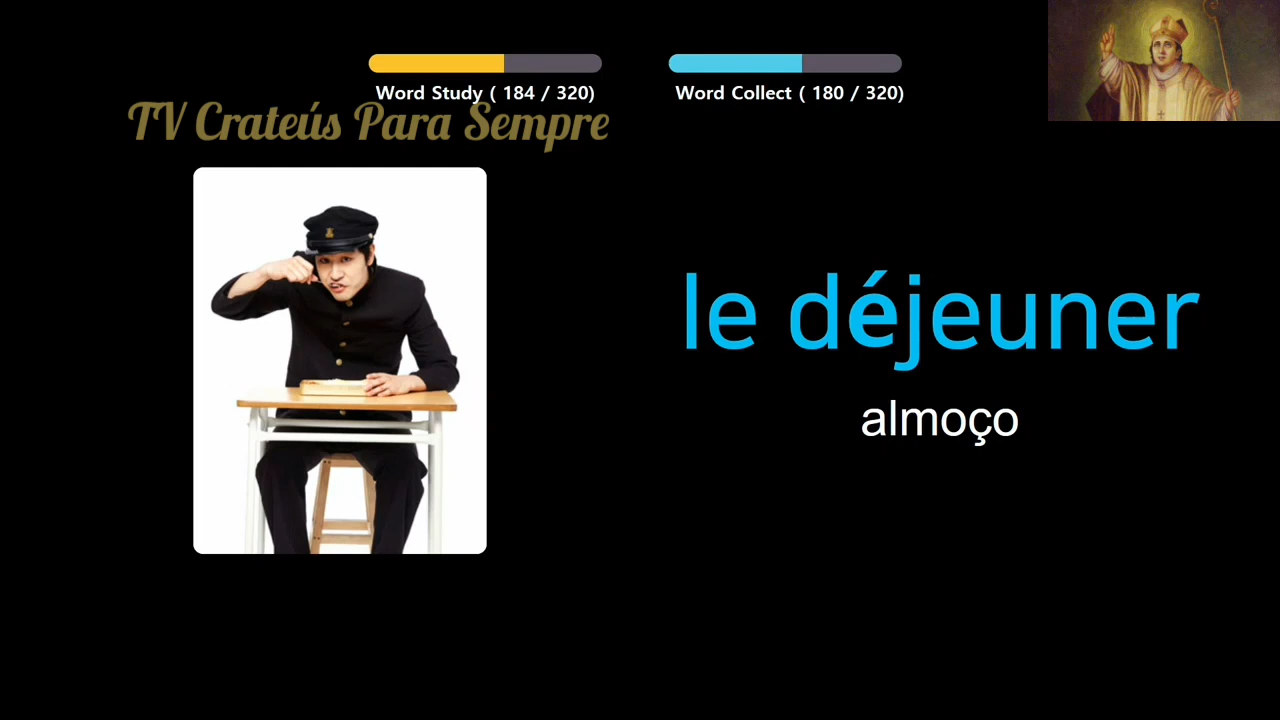 Word Study ( 184 / 320)
Word Collect ( 180 / 320)
TV Crateús Para Sempre
le déjeuner
almoço